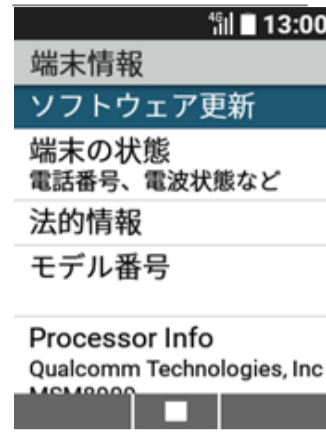 4G 13:00
端末情報
ソフトウェア更新
端末の状態
電話番号、電波状態など
法的情報
モデル番号
Processor Info
Qualcomm Technologies, Inc